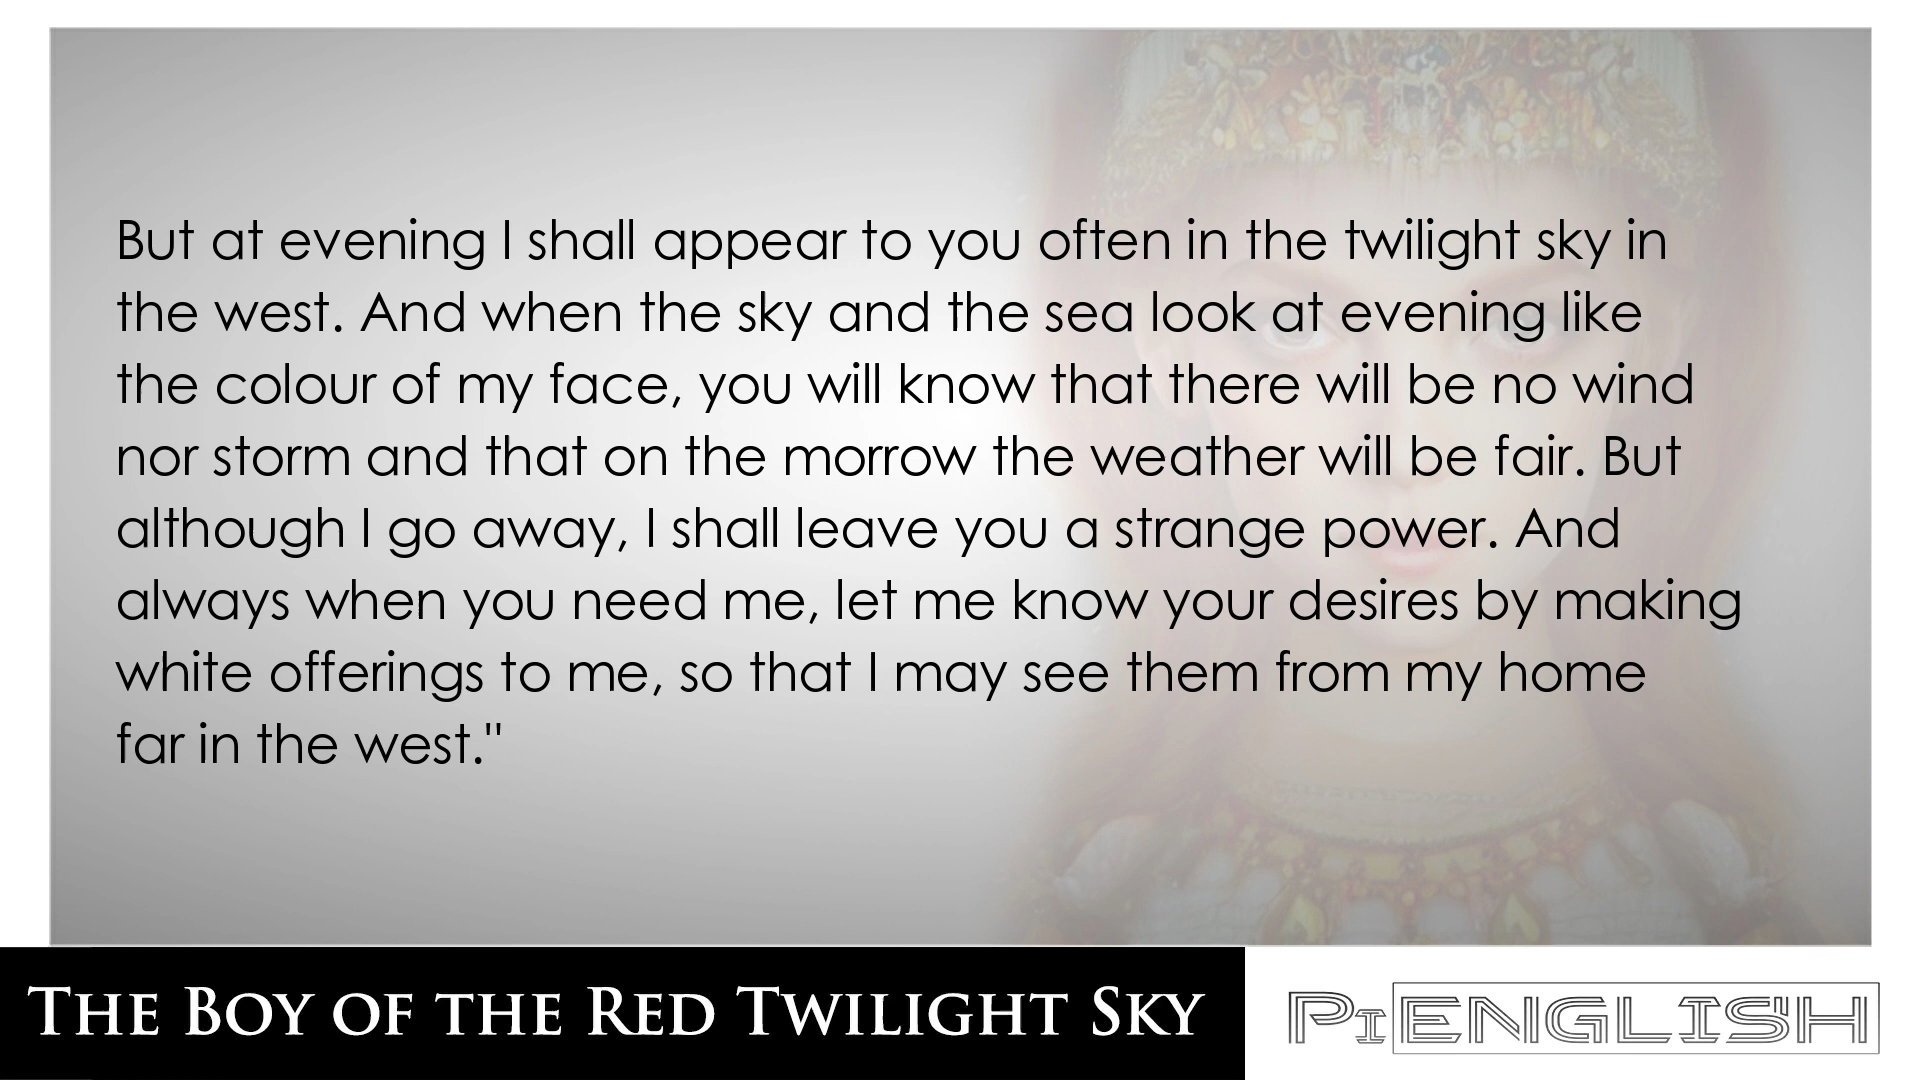 But at evening I shall appear to you often in the twilight sky in
the west. And when the sky and the sea look at evening like
the colour of my face, you will know that there will be no wind
nor storm and that on the morrow the weather will be fair. But
although I go away, I shall leave you a strange power. And
always when you need me, let me know your desires by making
white offerings to me, so that I may see them from my home
far in the west."
The Boy of the Red Twilight Sky
PiENGLISH